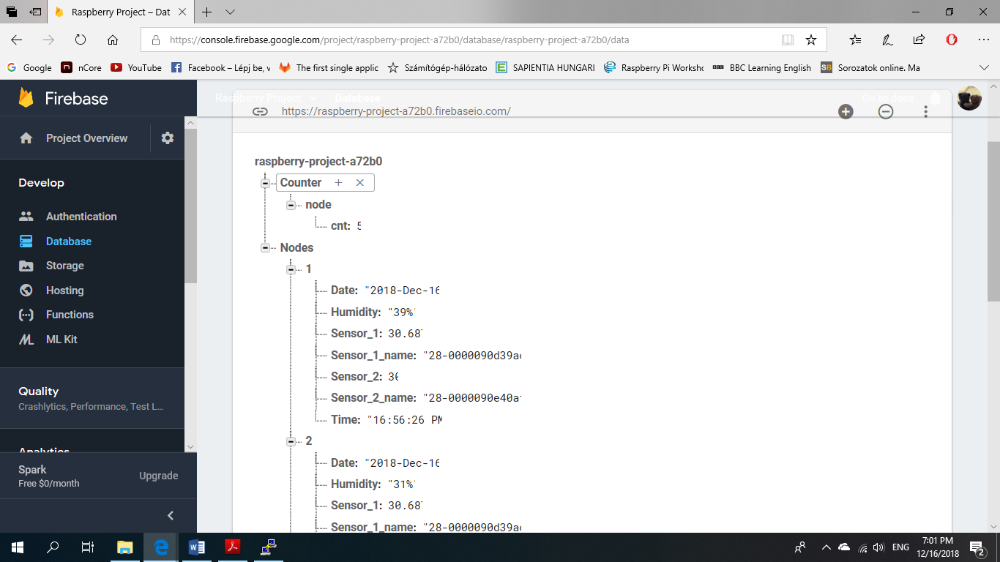 Raspberry Project – Dat
https://console.firebase.google.com/project/raspberry-project-a72b0/database/raspberry-project-a72b0/data
Google nCore YouTube Facebook – Lépj be, v The first single applic Számítógép-hálózato SAPIENTIA HUNGARI Raspberry Pi Worksho BBC Learning English Sorozatok online. Ma
Firebase
Raspberry Project Database Go to docs
https://raspberry-project-a72b0.firebaseio.com/
Project Overview
Develop
Authentication
Database
Storage
Hosting
Functions
ML Kit
Quality
Crashlytics, Performance, Test L...
Analytics
Spark
Free $0/month
Upgrade
raspberry-project-a72b0
Counter
node
cnt: 5
Nodes
1
Date: "2018-Dec-16
Humidity: "39%"
Sensor_1: 30.687
Sensor_1_name: "28-0000090d39ac
Sensor_2:
Sensor_2_name: "28-0000090e40a
Time: "16:56:26 PM
2
Date: "2018-Dec-16
Humidity: "31%"
Sensor_1: 30.687
Sensor_1_name: "28-0000090d39ac
ENG
7:01 PM
12/16/2018
2